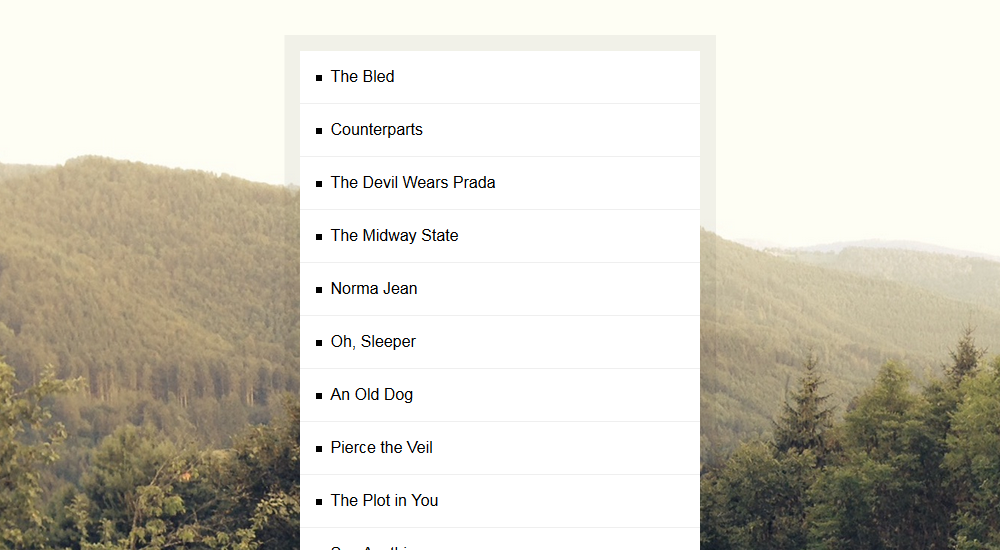 The Bled
Counterparts
The Devil Wears Prada
The Midway State
Norma Jean
Oh, Sleeper
An Old Dog
Pierce the Veil
The Plot in You